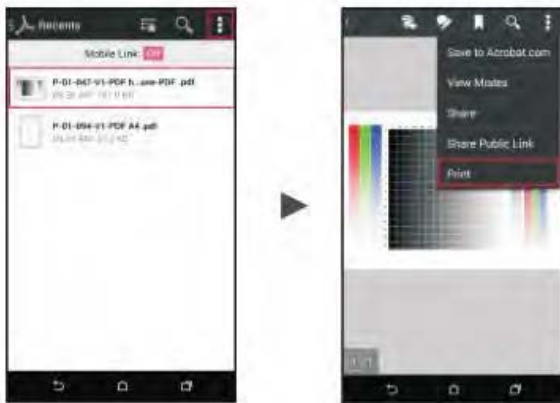 Recents
Mobile Link: Off
P-01-047-V1-PDF h...ane-PDF .pdf
P-01-094-V1-PDF A4.pdf
Save to Acrobat.com
View Modes
Share
Share Public Link
Print